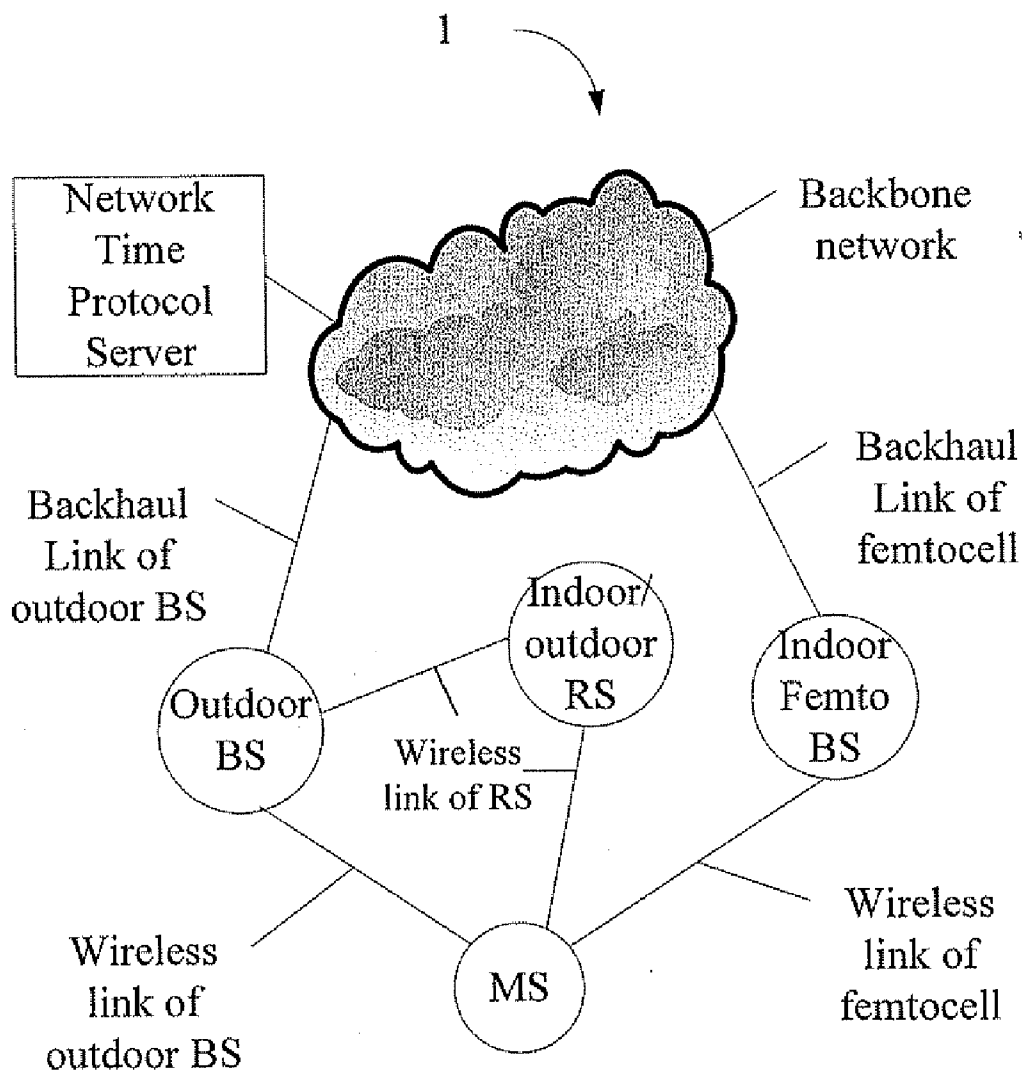 1
Network
Time
Protocol
Server
Backbone
network
Backhaul
Link of
outdoor BS
Backhaul
Link of
femtocell
Indoor/
outdoor
RS
Indoor
Femto
BS
Outdoor
BS
Wireless
link of RS
Wireless
link of
outdoor BS
MS
Wireless
link of
femtocell